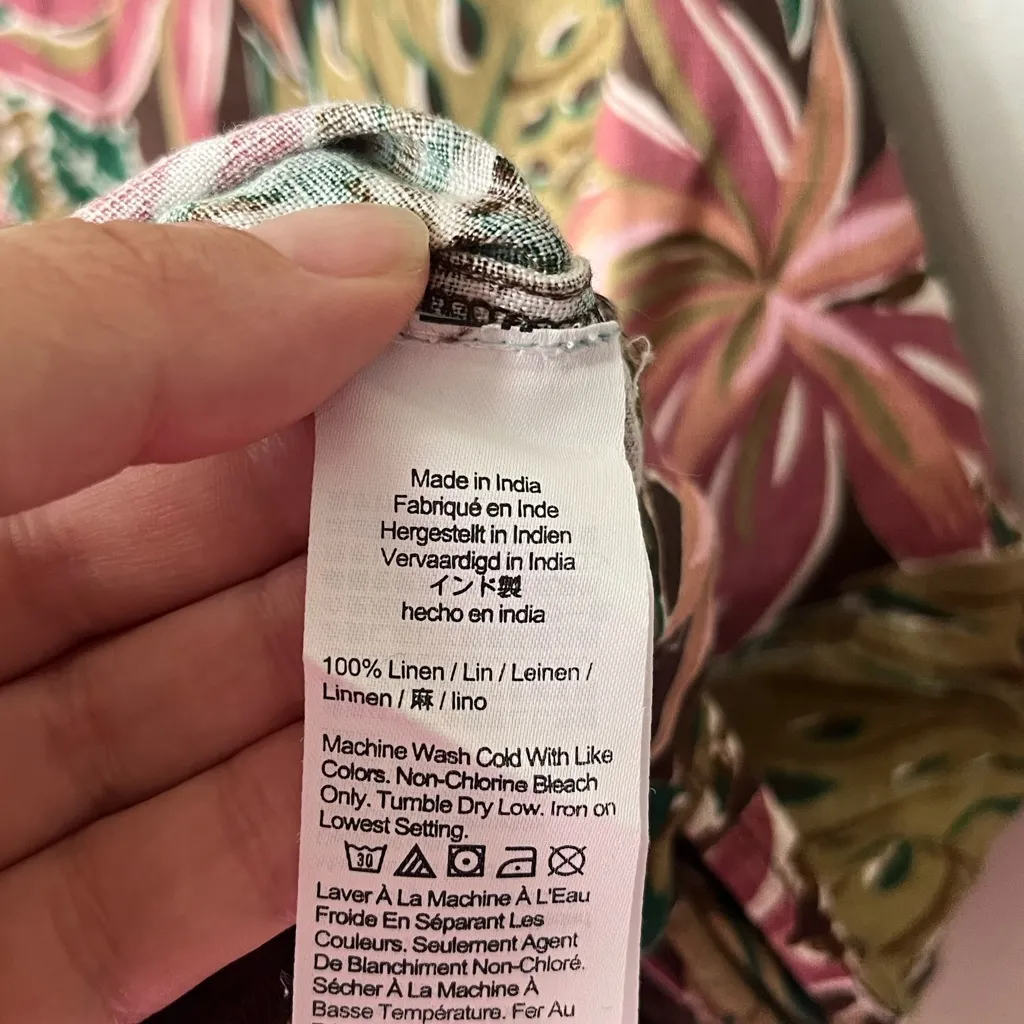 Made in India
Fabriqué en Inde
Hergestellt in Indien
Vervaardigd in India
インド製
hecho en india
100% Linen / Lin / Leinen /
Linnen / 麻 / lino
Machine Wash Cold With Like
Colors. Non-Chlorine Bleach
Only. Tumble Dry Low. Iron on
Lowest Setting.
30
Laver À La Machine À L'Eau
Froide En Séparant Les
Couleurs. Seulement Agent
De Blanchiment Non-Chloré.
Sécher À La Machine À
Basse Température. Fer Au